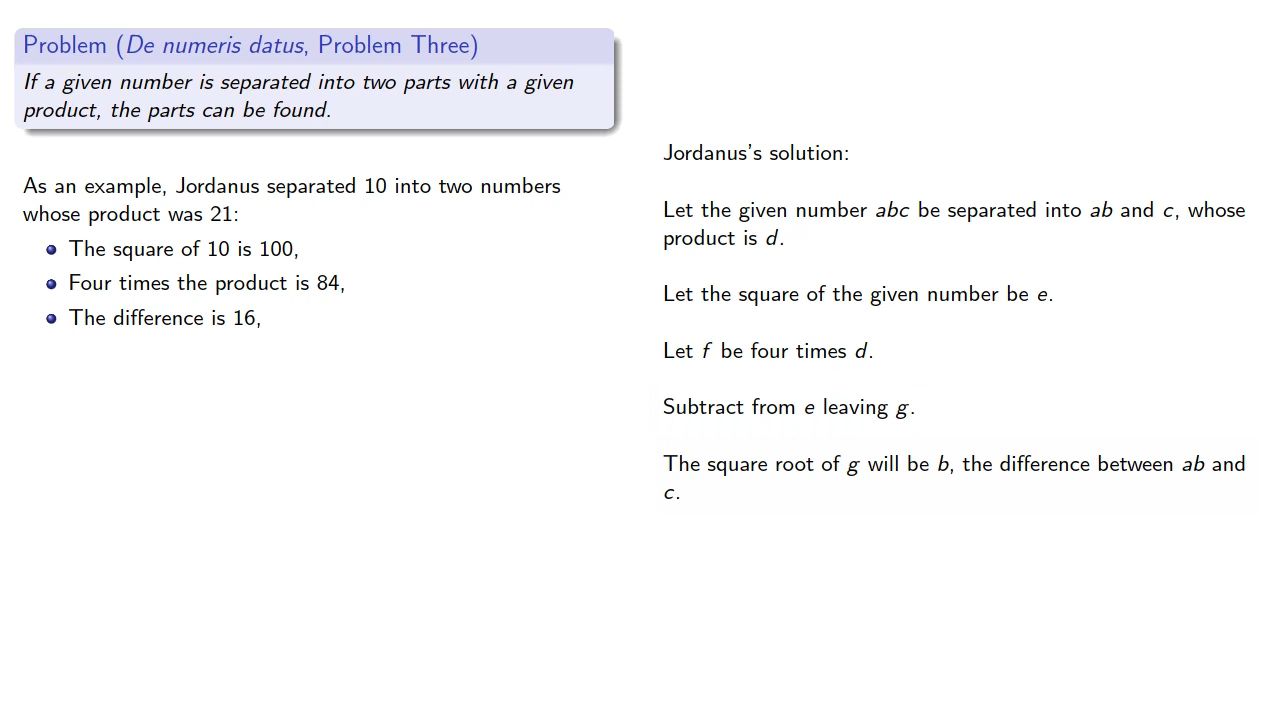 Problem (De numeris datus, Problem Three)
If a given number is separated into two parts with a given
product, the parts can be found.
As an example, Jordanus separated 10 into two numbers
whose product was 21:
The square of 10 is 100,
Four times the product is 84,
The difference is 16,
Jordanus's solution:
Let the given number abc be separated into ab and c, whose
product is d.
Let the square of the given number be e.
Let f be four times d.
Subtract from e leaving g.
The square root of g will be b, the difference between ab and
c.